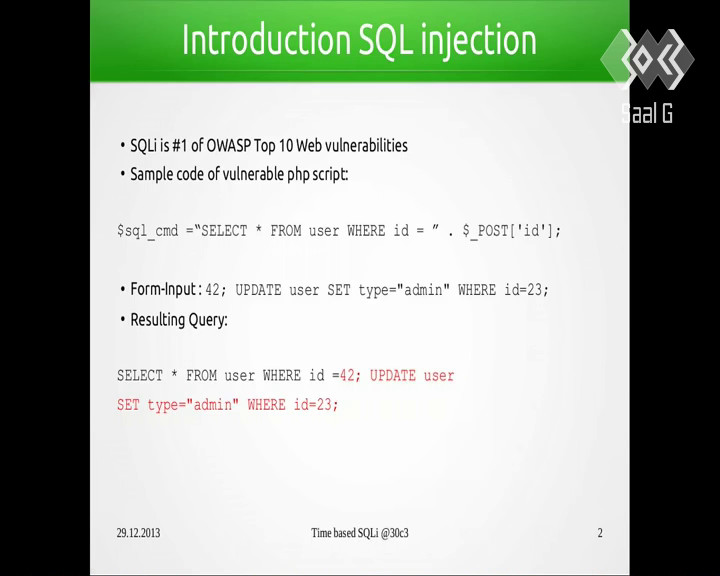 Introduction SQL injection
Saal G
• SQLi is #1 of OWASP Top 10 Web vulnerabilities
• Sample code of vulnerable php script:
$sql_cmd =“SELECT * FROM user WHERE id = ” . $_POST['id'];
• Form-Input : 42; UPDATE user SET type="admin" WHERE id=23;
• Resulting Query:
SELECT * FROM user WHERE id =42; UPDATE user
SET type="admin" WHERE id=23;
29.12.2013 Time based SQLi @30c3 2